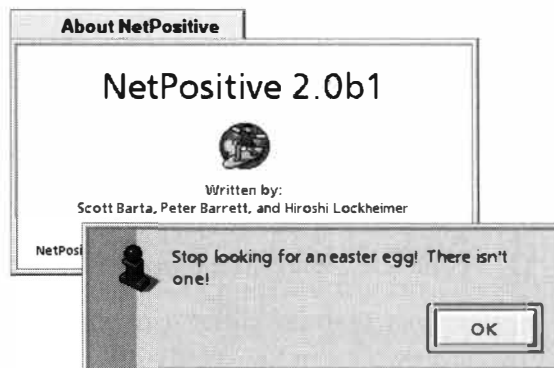 About NetPositive
NetPositive 2.0b1
Written by:
Scott Barta, Peter Barrett, and Hiroshi Lockheimer
NetPosi
Stop looking for an easter egg! There isn't
one!
OK